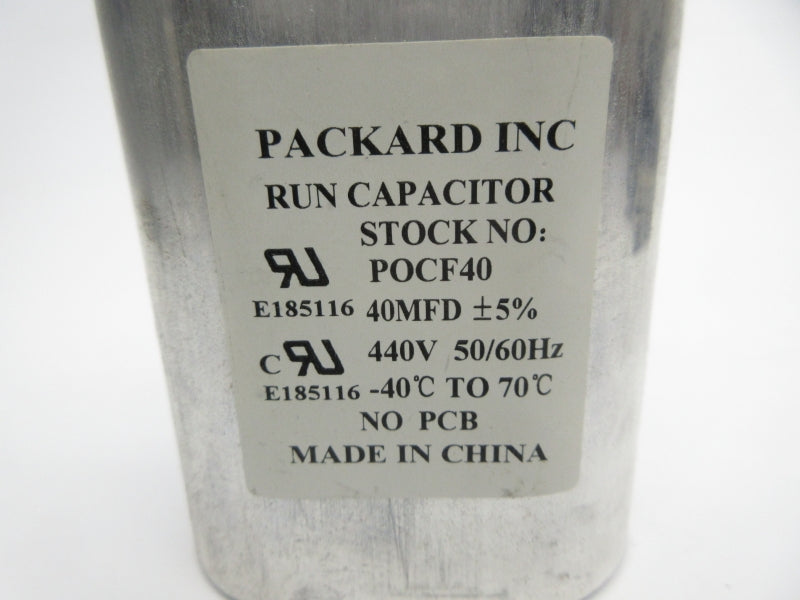 PACKARD INC
RUN CAPACITOR
STOCK NO:
POCF40
E185116 40MFD ±5%
C 440V 50/60Hz
E185116 -40℃ TO 70℃
NO PCB
MADE IN CHINA